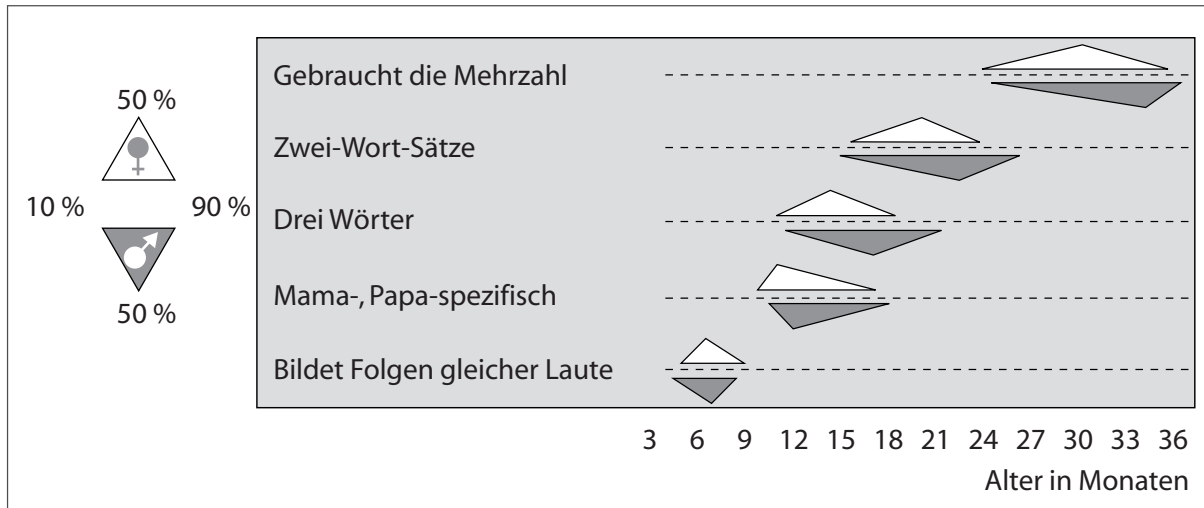 50 %
10 %
90 %
50 %
Gebraucht die Mehrzahl
Zwei-Wort-Sätze
Drei Wörter
Mama-, Papa-spezifisch
Bildet Folgen gleicher Laute
3 6 9 12 15 18 21 24 27 30 33 36
Alter in Monaten